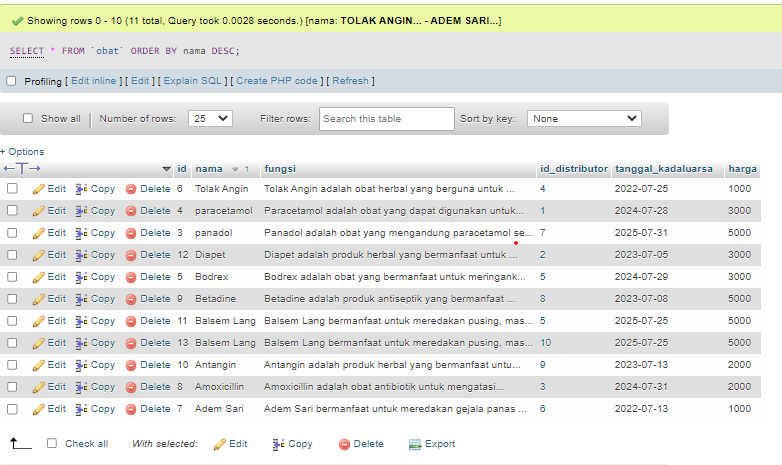 Showing rows 0 - 10 (11 total, Query took 0.0028 seconds.) [nama: TOLAK ANGIN... - ADEM SARI...]
SELECT * FROM `obat` ORDER BY nama DESC;
Profiling [ Edit inline ] [ Edit ] [ Explain SQL ] [ Create PHP code ] [ Refresh ]
Show all Number of rows: 25 Filter rows: Search this table Sort by key: None
+ Options
←T→ id nama 1 fungsi id_distributor tanggal_kadaluarsa harga
Edit Copy Delete 6 Tolak Angin Tolak Angin adalah obat herbal yang berguna untuk ... 4 2022-07-25 1000
Edit Copy Delete 4 paracetamol Paracetamol adalah obat yang dapat digunakan untuk... 1 2024-07-28 3000
Edit Copy Delete 3 panadol Panadol adalah obat yang mengandung paracetamol se... 7 2025-07-31 5000
Edit Copy Delete 12 Diapet Diapet adalah produk herbal yang bermanfaat untuk ... 2 2023-07-05 3000
Edit Copy Delete 5 Bodrex Bodrex adalah obat yang bermanfaat untuk meringank... 5 2024-07-29 3000
Edit Copy Delete 9 Betadine Betadine adalah produk antiseptik yang bermanfaat ... 8 2023-07-08 5000
Edit Copy Delete 11 Balsem Lang Balsem Lang bermanfaat untuk meredakan pusing, mas... 5 2025-07-25 5000
Edit Copy Delete 13 Balsem Lang Balsem Lang bermanfaat untuk meredakan pusing, mas... 10 2025-07-25 5000
Edit Copy Delete 10 Antangin Antangin adalah produk herbal yang bermanfaat untu... 9 2023-07-13 2000
Edit Copy Delete 8 Amoxicillin Amoxicillin adalah obat antibiotik untuk mengatasi... 3 2024-07-31 2000
Edit Copy Delete 7 Adem Sari Adem Sari bermanfaat untuk meredakan gejala panas ... 6 2022-07-13 1000
Check all With selected: Edit Copy Delete Export